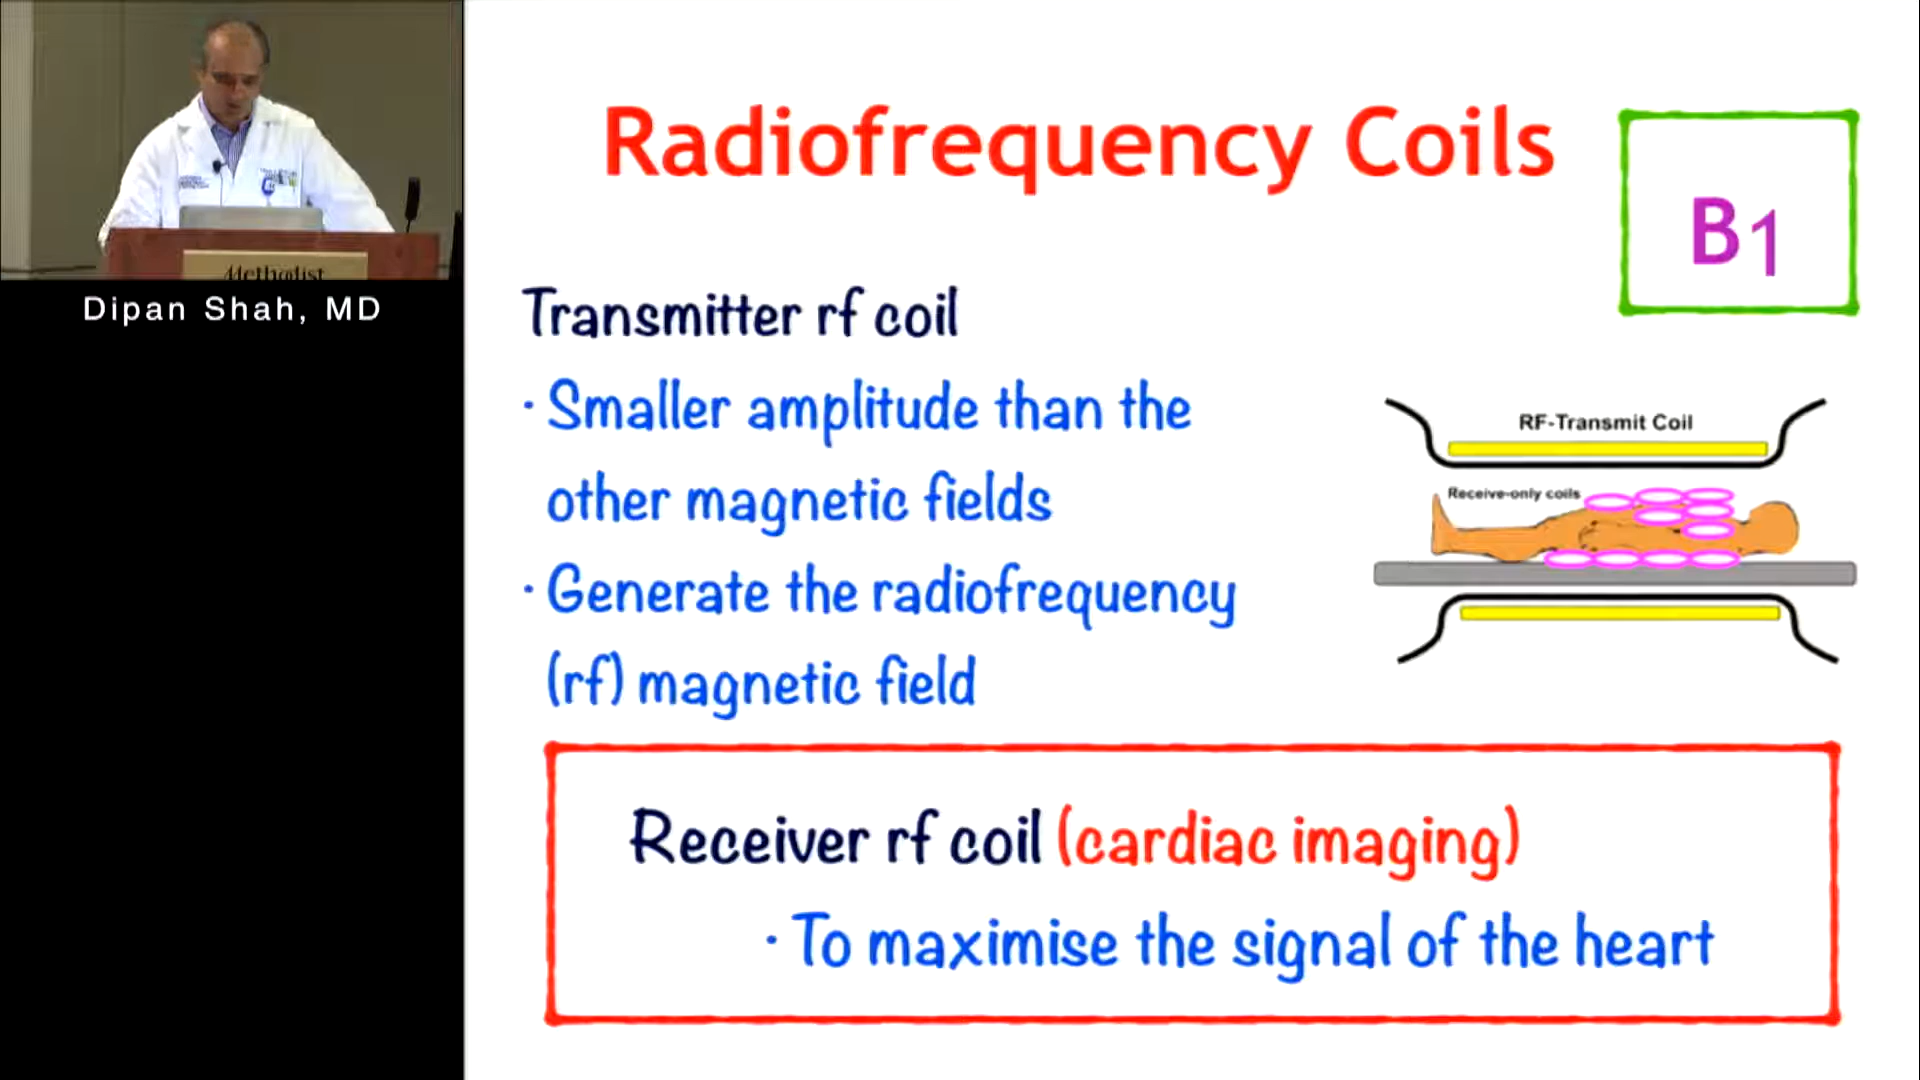 Radiofrequency Coils
B1
Methodist
Dipan Shah, MD
Transmitter rf coil
· Smaller amplitude than the
other magnetic fields
· Generate the radiofrequency
(rf) magnetic field
RF-Transmit Coil
Receive-only coils
Receiver rf coil (cardiac imaging)
· To maximise the signal of the heart